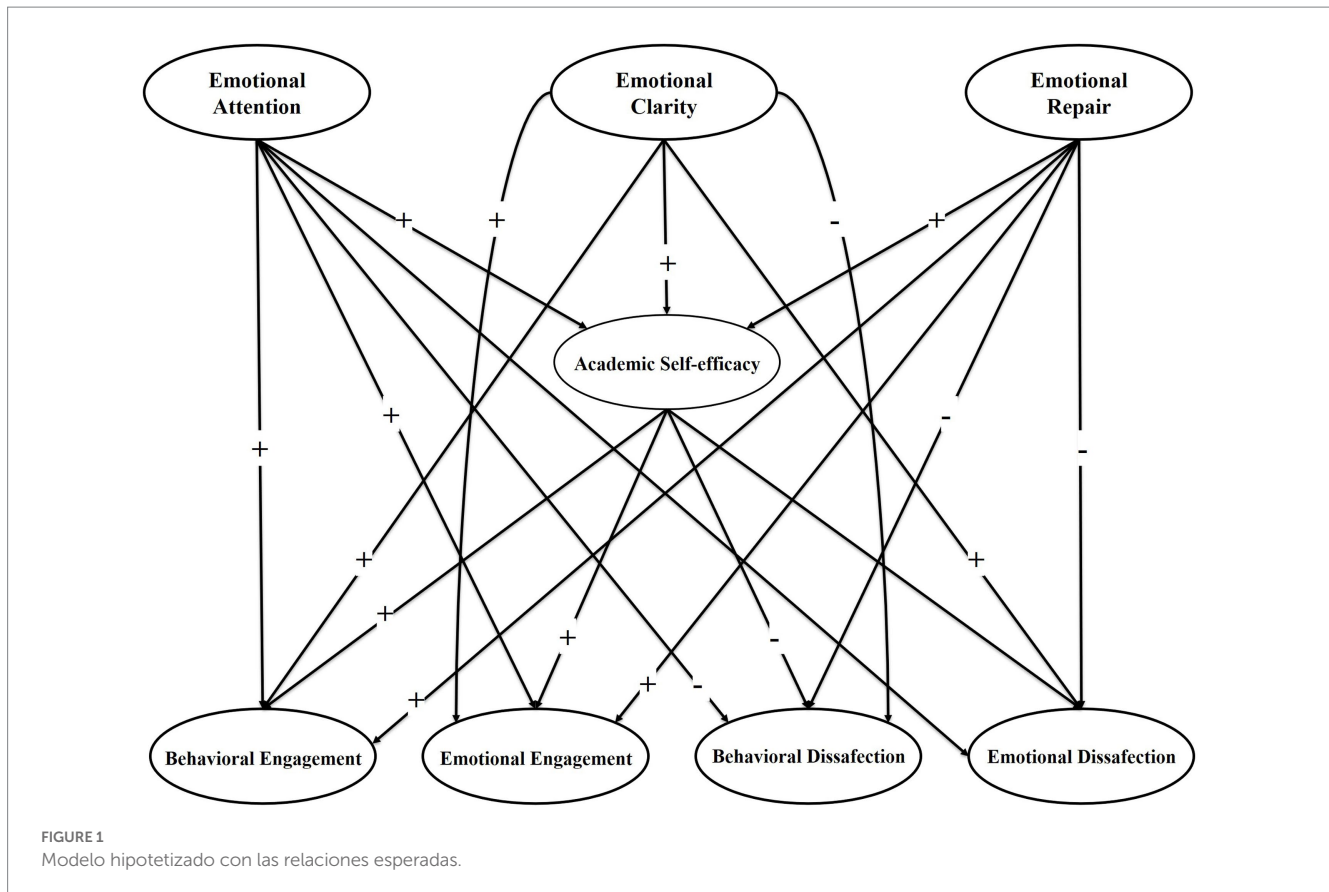 Emotional
Attention
Emotional
Clarity
Emotional
Repair
+
+
-
+
+
+
Academic Self-efficacy
+
-
+
-
+
+
+
+
-
+
-
+
Behavioral Engagement
Emotional Engagement
Behavioral Dissafection
Emotional Dissafection
FIGURE 1
Modelo hipotetizado con las relaciones esperadas.